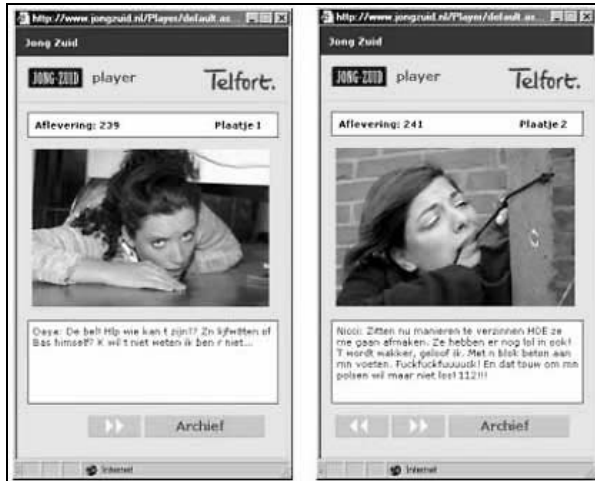 http://www.jongzuid.nl/Player/default.as...
Jong Zuid
JONG-ZUID player
Telfort.
Aflevering: 239 Plaatje 1
Daya: De bel! Hlp wie kan t zijn!? Zn kjfw8ten of
Bas himself? K wil t niet weten ik ben r niet...
Archief
Internet
http://www.jongzuid.nl/Player/default.as...
Jong Zuid
JONG-ZUID player
Telfort.
Aflevering: 241 Plaatje 2
Nicci: Zitten nu manieren te verzinnen HOE ze
me gaan afmaken. Ze hebben er nog lol in ook!
T wordt wakker, geloof ik. Met n blok beton aan
mn voeten. Fuckfuckfuuuuck! En dat touw om mn
polsen wil maar niet los! 112!!!
Archief
Internet